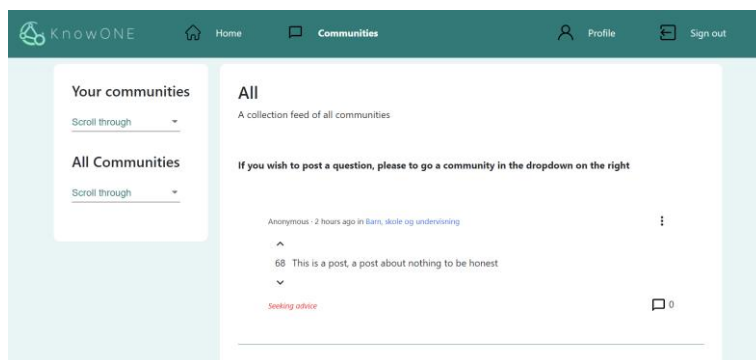 KnowONE
Home
Communities
Profile
Sign out
Your communities
Scroll through
All Communities
Scroll through
All
A collection feed of all communities
If you wish to post a question, please to go a community in the dropdown on the right
Anonymous · 2 hours ago in Barn, skole og undervisning
68 This is a post, a post about nothing to be honest
Seeking advice
0